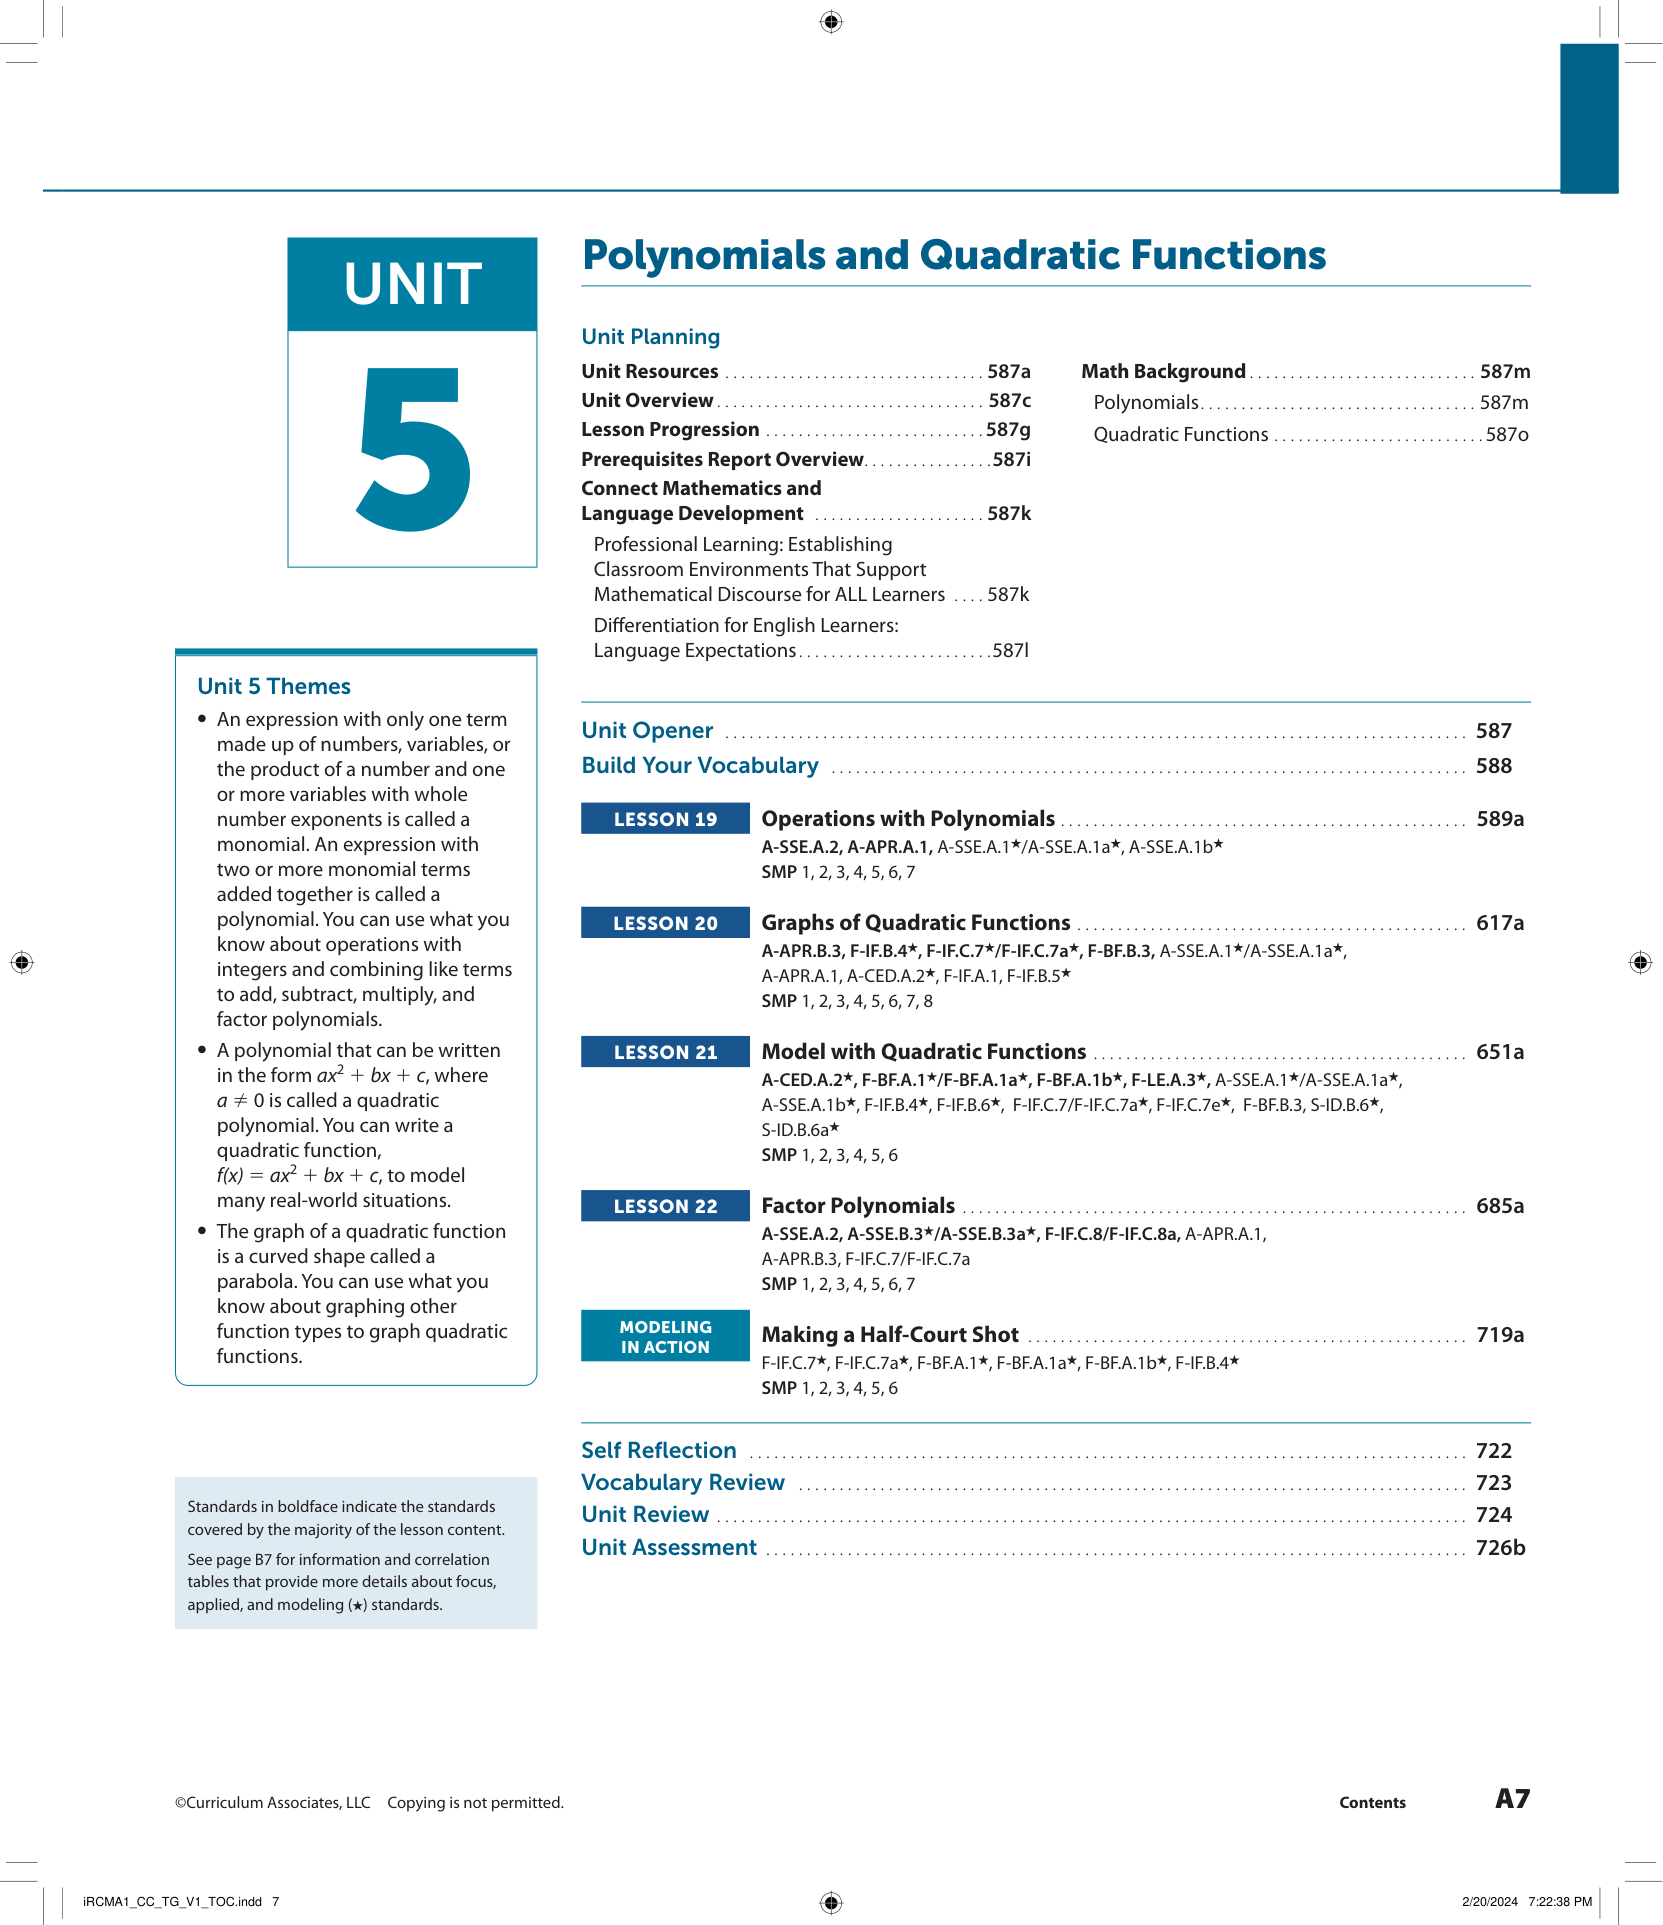 UNIT
5
Polynomials and Quadratic Functions
Unit Planning
Unit Resources . . . . . . . . . . . . . . . . . . . . . . . . . . . . . . . . 587a
Unit Overview . . . . . . . . . . . . . . . . . . . . . . . . . . . . . . . . . 587c
Lesson Progression . . . . . . . . . . . . . . . . . . . . . . . . . . . 587g
Prerequisites Report Overview. . . . . . . . . . . . . . . . 587i
Connect Mathematics and
Language Development . . . . . . . . . . . . . . . . . . . . . 587k
Professional Learning: Establishing
Classroom Environments That Support
Mathematical Discourse for ALL Learners . . . . 587k
Differentiation for English Learners:
Language Expectations . . . . . . . . . . . . . . . . . . . . . . . . 587l
Math Background . . . . . . . . . . . . . . . . . . . . . . . . . . . . 587m
Polynomials. . . . . . . . . . . . . . . . . . . . . . . . . . . . . . . . . . 587m
Quadratic Functions . . . . . . . . . . . . . . . . . . . . . . . . . . 587o
Unit 5 Themes
• An expression with only one term
made up of numbers, variables, or
the product of a number and one
or more variables with whole
number exponents is called a
monomial. An expression with
two or more monomial terms
added together is called a
polynomial. You can use what you
know about operations with
integers and combining like terms
to add, subtract, multiply, and
factor polynomials.
• A polynomial that can be written
in the form ax² + bx + c, where
a ≠ 0 is called a quadratic
polynomial. You can write a
quadratic function,
f(x) = ax² + bx + c, to model
many real-world situations.
• The graph of a quadratic function
is a curved shape called a
parabola. You can use what you
know about graphing other
function types to graph quadratic
functions.
Standards in boldface indicate the standards
covered by the majority of the lesson content.
See page B7 for information and correlation
tables that provide more details about focus,
applied, and modeling (★) standards.
Unit Opener . . . . . . . . . . . . . . . . . . . . . . . . . . . . . . . . 587
Build Your Vocabulary . . . . . . . . . . . . . . . . . . . . . . . . . . . . 588
LESSON 19 Operations with Polynomials . . . . . . . . . . . . . . . . . . . . . . . . 589a
A-SSE.A.2, A-APR.A.1, A-SSE.A.1★/A-SSE.A.1a★, A-SSE.A.1b★
SMP 1, 2, 3, 4, 5, 6, 7
LESSON 20 Graphs of Quadratic Functions . . . . . . . . . . . . . . . . . . . . . . . . 617a
A-APR.B.3, F-IF.B.4★, F-IF.C.7★/F-IF.C.7a★, F-BF.B.3, A-SSE.A.1★/A-SSE.A.1a★,
A-APR.A.1, A-CED.A.2★, F-IF.A.1, F-IF.B.5★
SMP 1, 2, 3, 4, 5, 6, 7, 8
LESSON 21 Model with Quadratic Functions . . . . . . . . . . . . . . . . . . . . . . . . 651a
A-CED.A.2★, F-BF.A.1★/F-BF.A.1a★, F-BF.A.1b★, F-LE.A.3★, A-SSE.A.1★/A-SSE.A.1a★,
A-SSE.A.1b★, F-IF.B.4★, F-IF.B.6★, F-IF.C.7/F-IF.C.7a★, F-IF.C.7e★, F-BF.B.3, S-ID.B.6★,
S-ID.B.6a★
SMP 1, 2, 3, 4, 5, 6
LESSON 22 Factor Polynomials . . . . . . . . . . . . . . . . . . . . . . . . . . . . 685a
A-SSE.A.2, A-SSE.B.3★/A-SSE.B.3a★, F-IF.C.8/F-IF.C.8a, A-APR.A.1,
A-APR.B.3, F-IF.C.7/F-IF.C.7a
SMP 1, 2, 3, 4, 5, 6, 7
MODELING
IN ACTION
Making a Half-Court Shot . . . . . . . . . . . . . . . . . . . . . . . . . . . . 719a
F-IF.C.7★, F-IF.C.7a★, F-BF.A.1★, F-BF.A.1a★, F-BF.A.1b★, F-IF.B.4★
SMP 1, 2, 3, 4, 5, 6
Self Reflection . . . . . . . . . . . . . . . . . . . . . . . . . . . . . . . . 722
Vocabulary Review . . . . . . . . . . . . . . . . . . . . . . . . . . . . . . . . 723
Unit Review . . . . . . . . . . . . . . . . . . . . . . . . . . . . . . . . 724
Unit Assessment . . . . . . . . . . . . . . . . . . . . . . . . . . . . . . . . 726b
©Curriculum Associates, LLC Copying is not permitted.
Contents A7
iRCMA1_CC_TG_V1_TOC.indd 7
2/20/2024 7:22:38 PM